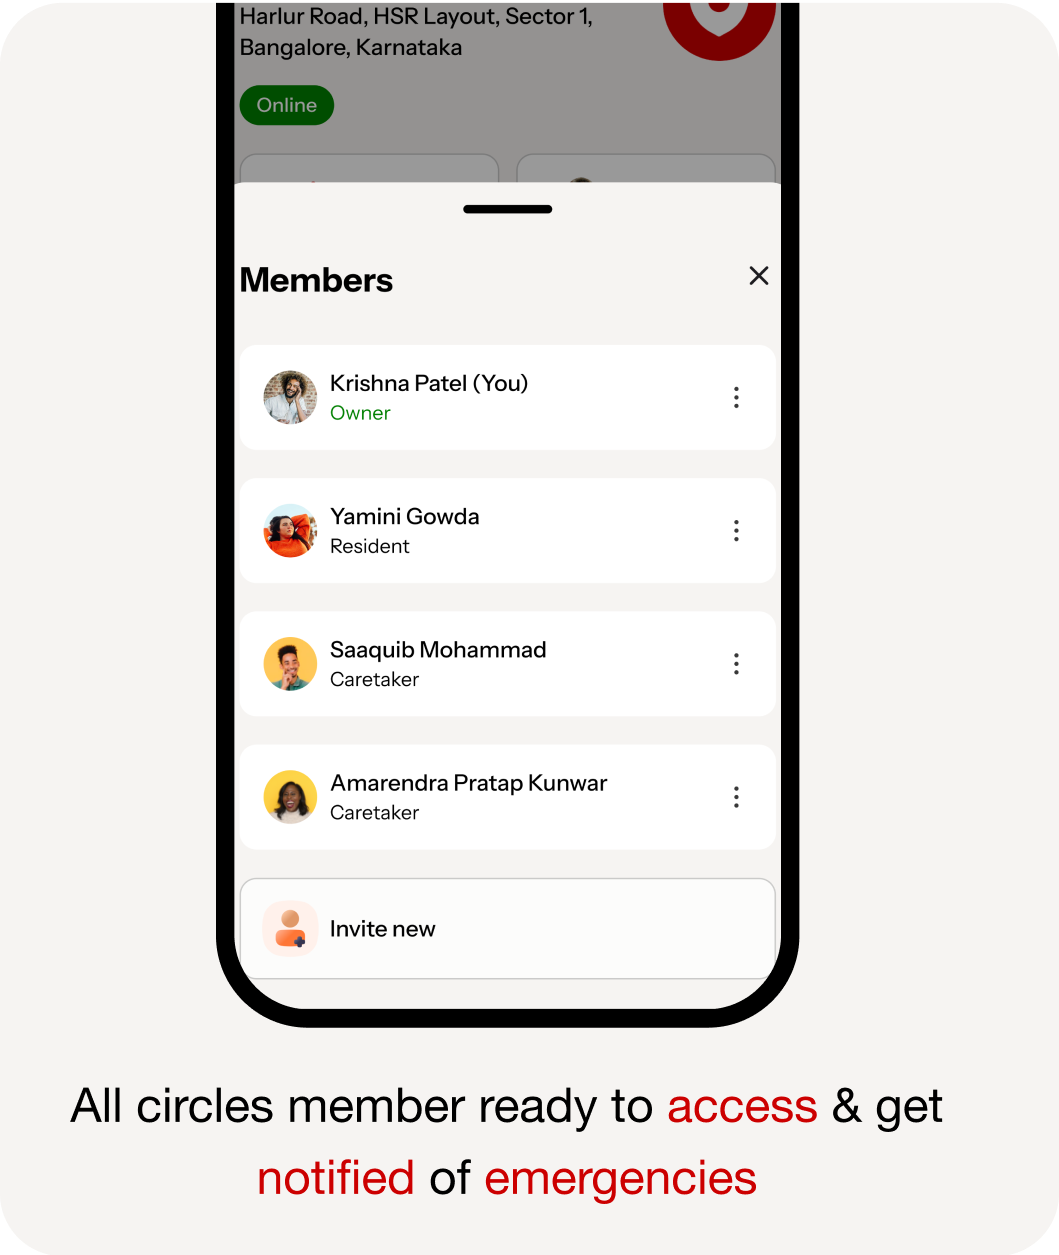 Harlur Road, HSR Layout, Sector 1,
Bangalore, Karnataka
Online
Members
Krishna Patel (You)
Owner
Yamini Gowda
Resident
Saaquib Mohammad
Caretaker
Amarendra Pratap Kunwar
Caretaker
Invite new
All circles member ready to access & get
notified of emergencies